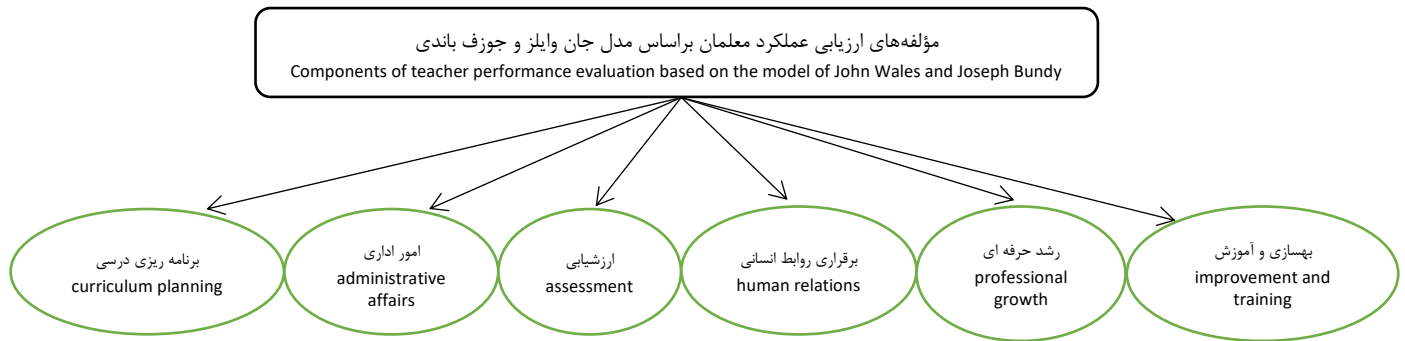 مؤلفه‌های ارزیابی عملکرد معلمان براساس مدل جان وایلز و جوزف باندی
Components of teacher performance evaluation based on the model of John Wales and Joseph Bundy
برنامه ریزی درسی
curriculum planning
امور اداری
administrative
affairs
ارزشیابی
assessment
برقراری روابط انسانی
human relations
رشد حرفه ای
professional
growth
بهسازی و آموزش
improvement and
training